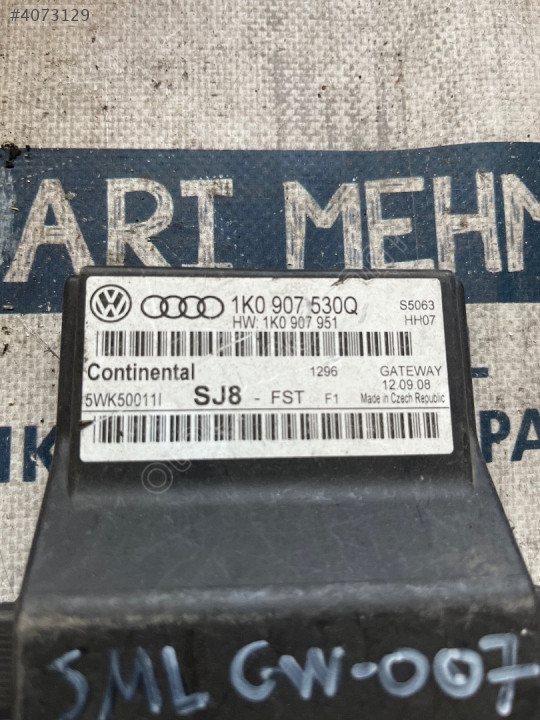 #4073129
ARI MEHM
1K0 907 530Q S5063
HW: 1K0 907 951 HH07
Continental 1296 GATEWAY
12.09.08
5WK50011I SJ8 - FST F1 Made in Czech Republic
SML GW-007